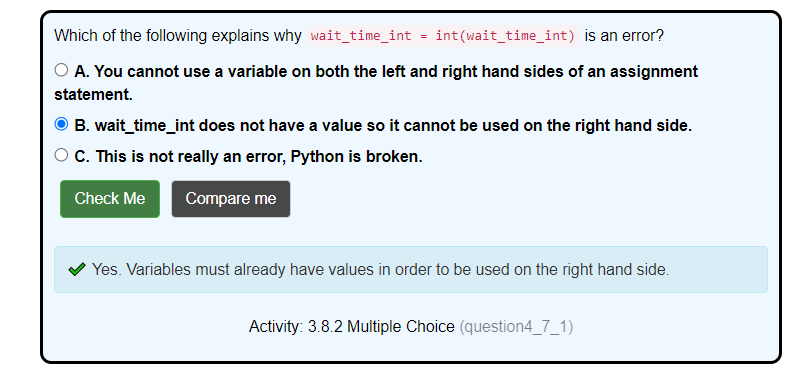 Which of the following explains why wait_time_int = int(wait_time_int) is an error?
A. You cannot use a variable on both the left and right hand sides of an assignment
statement.
B. wait_time_int does not have a value so it cannot be used on the right hand side.
C. This is not really an error, Python is broken.
Check Me Compare me
Yes. Variables must already have values in order to be used on the right hand side.
Activity: 3.8.2 Multiple Choice (question4_7_1)